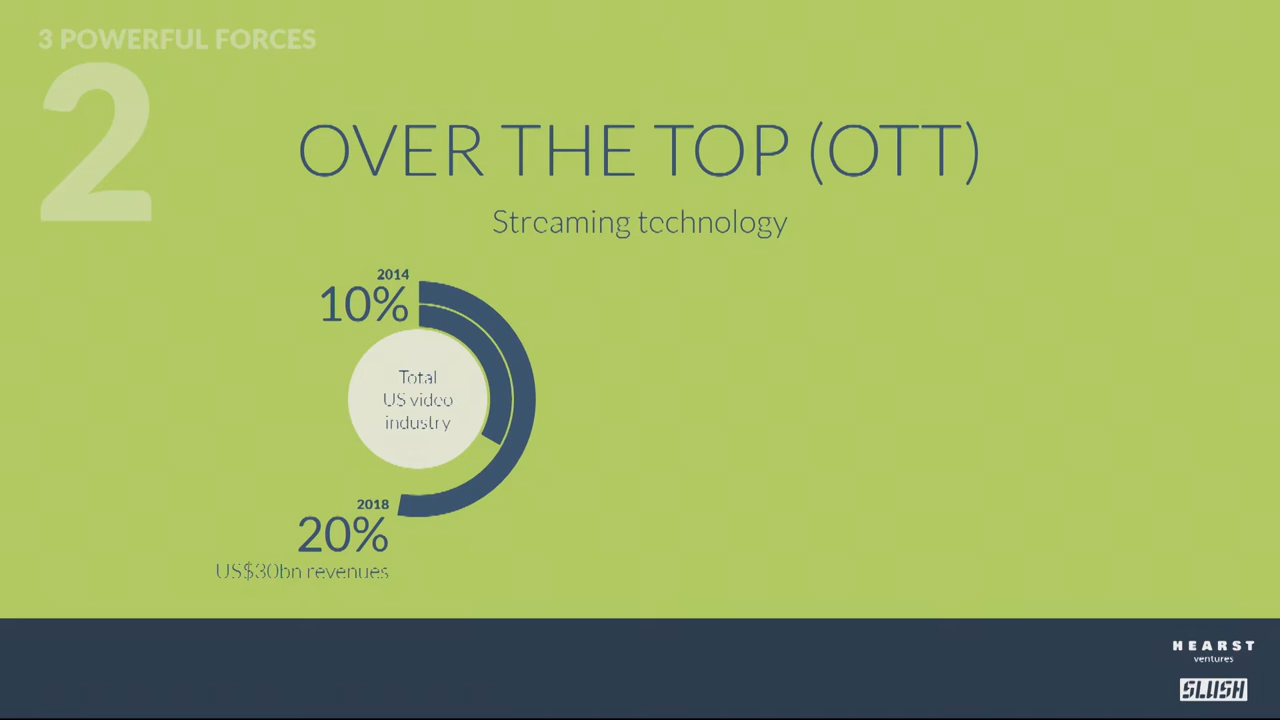 3 POWERFUL FORCES
2
OVER THE TOP (OTT)
Streaming technology
2014
10%
Total
US video
industry
2018
20%
US$30bn revenues
HEARST
ventures
SLUSH